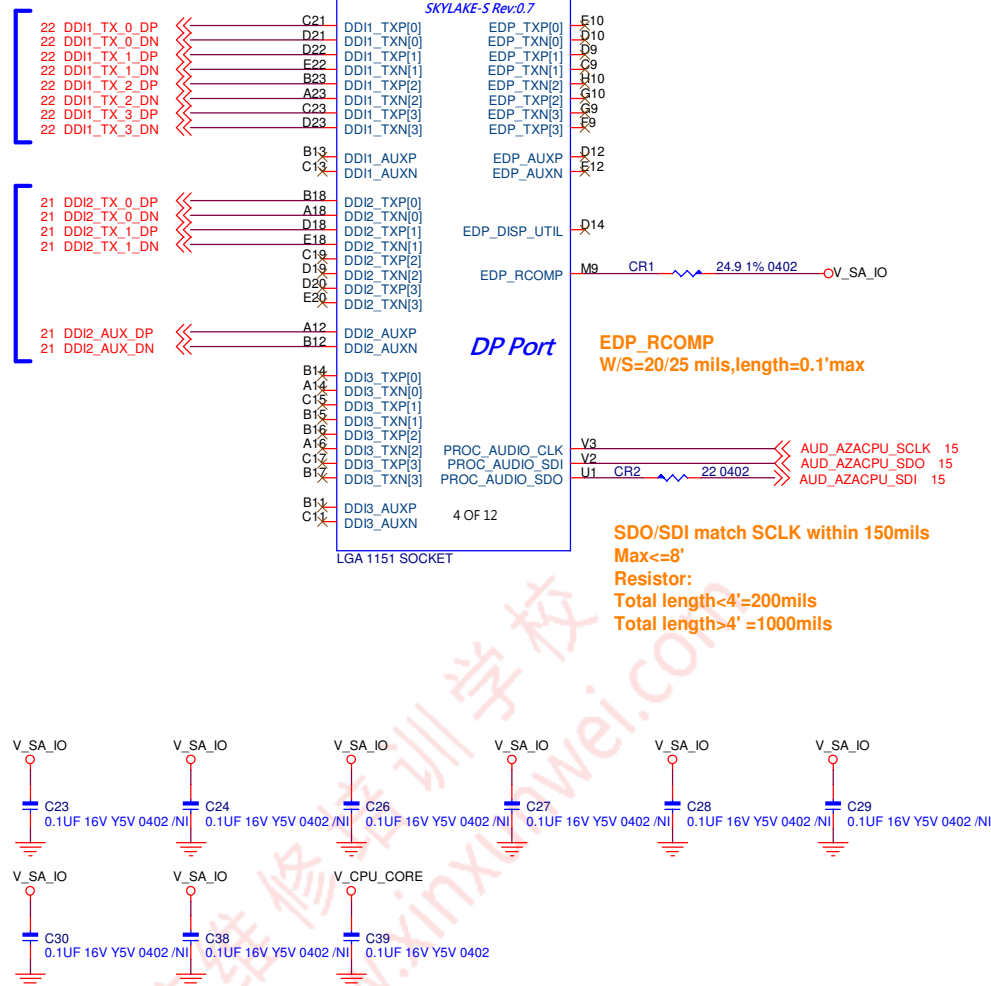 SKYLAKE-S Rev:0.7
22 DDI1_TX_0_DP C21 DDI1_TXP[0] EDP_TXP[0] E10
22 DDI1_TX_0_DN D21 DDI1_TXN[0] EDP_TXN[0] D10
22 DDI1_TX_1_DP D22 DDI1_TXP[1] EDP_TXP[1] D9
22 DDI1_TX_1_DN E22 DDI1_TXN[1] EDP_TXN[1] C9
22 DDI1_TX_2_DP B23 DDI1_TXP[2] EDP_TXP[2] H10
22 DDI1_TX_2_DN A23 DDI1_TXN[2] EDP_TXP[2] G10
22 DDI1_TX_3_DP C23 DDI1_TXP[3] EDP_TXN[3] G9
22 DDI1_TX_3_DN D23 DDI1_TXN[3] EDP_TXP[3] F9
B13 DDI1_AUXP EDP_AUXP D12
C13 DDI1_AUXN EDP_AUXN E12
21 DDI2_TX_0_DP B18 DDI2_TXP[0]
21 DDI2_TX_0_DN A18 DDI2_TXN[0]
21 DDI2_TX_1_DP D18 DDI2_TXP[1] EDP_DISP_UTIL D14
21 DDI2_TX_1_DN E18 DDI2_TXN[1]
C19 DDI2_TXP[2]
D19 DDI2_TXN[2] EDP_RCOMP M9 CR1 24.9 1% 0402 V_SA_IO
D20 DDI2_TXP[3]
E20 DDI2_TXN[3]
21 DDI2_AUX_DP A12 DDI2_AUXP
21 DDI2_AUX_DN B12 DDI2_AUXN
DP Port
EDP_RCOMP
W/S=20/25 mils,length=0.1'max
B14 DDI3_TXP[0]
A14 DDI3_TXN[0]
C15 DDI3_TXP[1]
B15 DDI3_TXN[1]
B16 DDI3_TXP[2]
A16 DDI3_TXN[2] PROC_AUDIO_CLK V3 AUD_AZACPU_SCLK 15
C17 DDI3_TXP[3] PROC_AUDIO_SDI V2 AUD_AZACPU_SDO 15
B17 DDI3_TXN[3] PROC_AUDIO_SDO U1 CR2 22 0402 AUD_AZACPU_SDI 15
B11 DDI3_AUXP
C11 DDI3_AUXN
4 OF 12
LGA 1151 SOCKET
SDO/SDI match SCLK within 150mils
Max<=8'
Resistor:
Total length<4'=200mils
Total length>4' =1000mils
V_SA_IO V_SA_IO V_SA_IO V_SA_IO V_SA_IO V_SA_IO
C23 C24 C26 C27 C28 C29
0.1UF 16V Y5V 0402 /NI 0.1UF 16V Y5V 0402 /NI 0.1UF 16V Y5V 0402 /NI 0.1UF 16V Y5V 0402 /NI 0.1UF 16V Y5V 0402 /NI 0.1UF 16V Y5V 0402 /NI
V_SA_IO V_SA_IO V_CPU_CORE
C30 C38 C39
0.1UF 16V Y5V 0402 /NI 0.1UF 16V Y5V 0402 /NI 0.1UF 16V Y5V 0402
维修培训学校
.xinxunwei.com